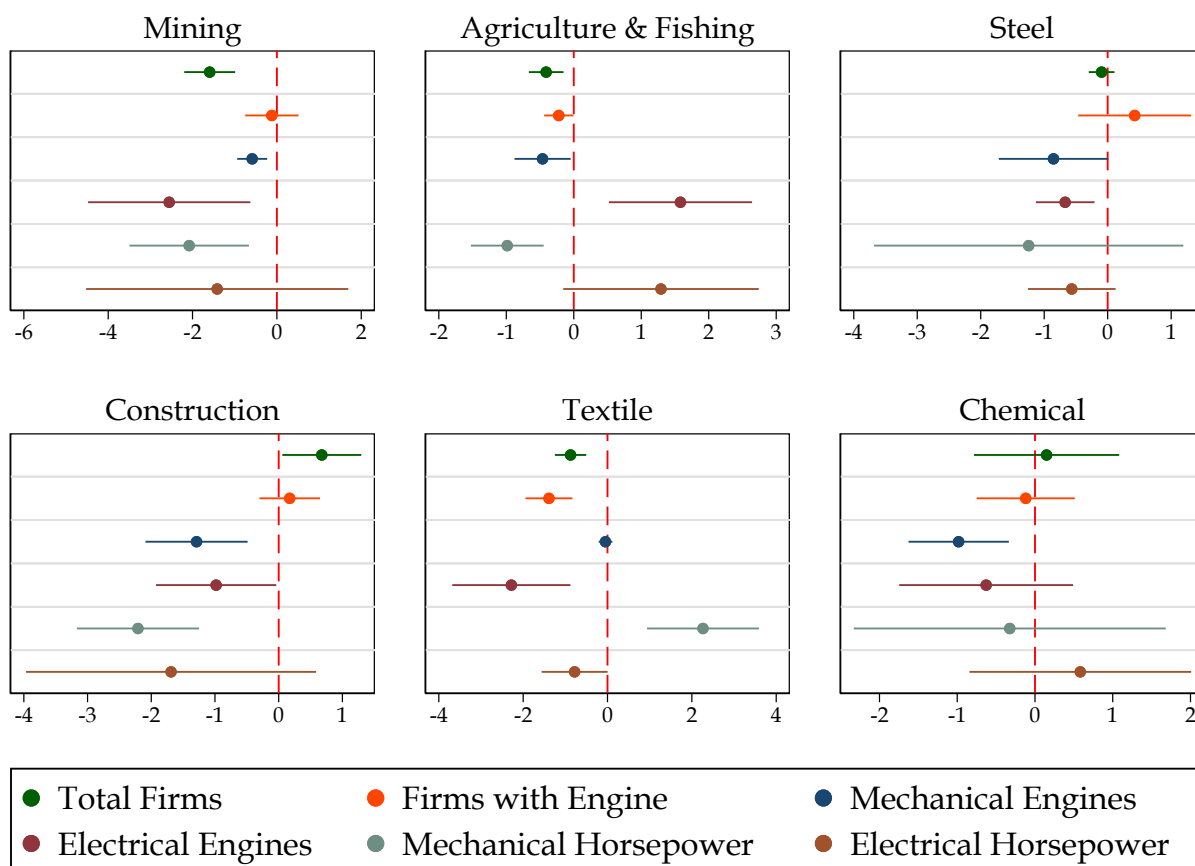 Mining Agriculture & Fishing Steel
-6 -4 -2 0 2 -2 -1 0 1 2 3 -4 -3 -2 -1 0 1
Construction Textile Chemical
-4 -3 -2 -1 0 1 -4 -2 0 2 4 -2 -1 0 1 2
Total Firms Firms with Engine Mechanical Engines
Electrical Engines Mechanical Horsepower Electrical Horsepower